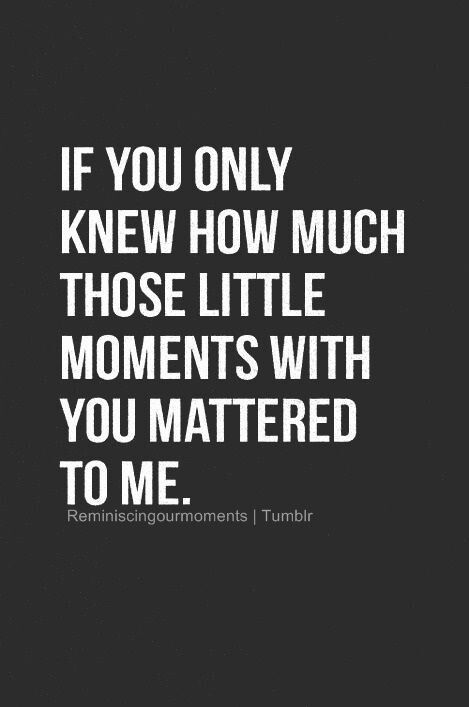 IF YOU ONLY
KNEW HOW MUCH
THOSE LITTLE
MOMENTS WITH
YOU MATTERED
TO ME.
Reminiscingourmoments | Tumblr